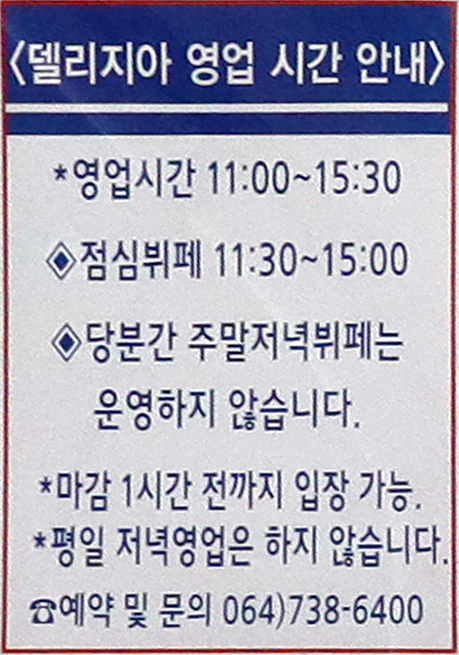 〈델리지아 영업 시간 안내〉
*영업시간 11:00~15:30
◈점심뷔페 11:30~15:00
◈당분간 주말저녁뷔페는
운영하지 않습니다.
*마감 1시간 전까지 입장 가능.
*평일 저녁영업은 하지 않습니다.
☎예약 및 문의 064)738-6400